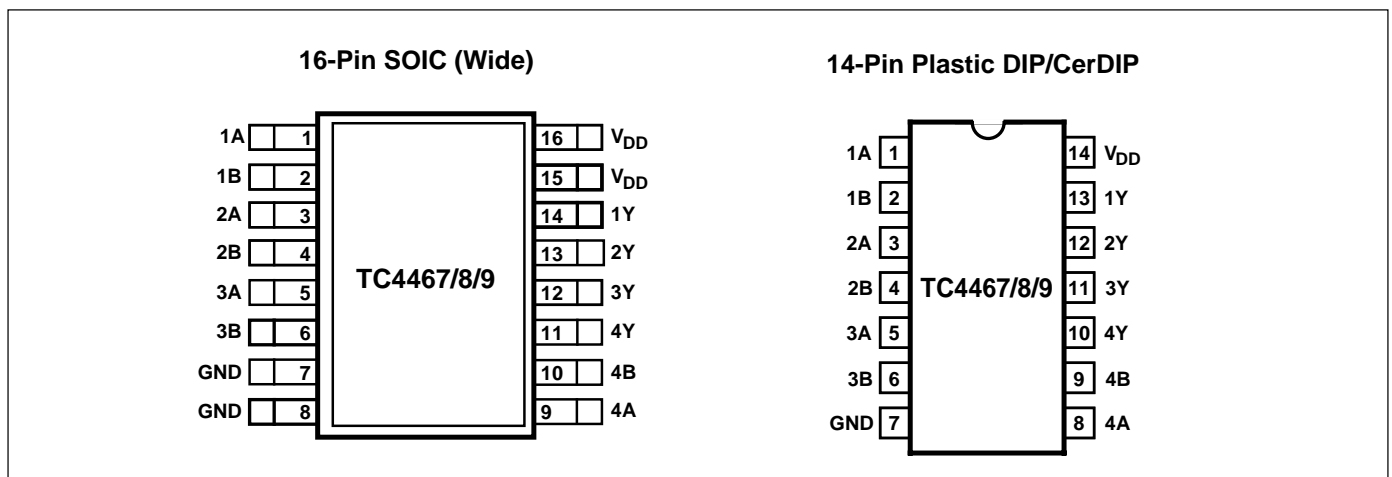 16-Pin SOIC (Wide)
1A 1 16 VDD
1B 2 15 VDD
2A 3 14 1Y
2B 4 13 2Y
TC4467/8/9
3A 5 12 3Y
3B 6 11 4Y
GND 7 10 4B
GND 8 9 4A
14-Pin Plastic DIP/CerDIP
1A 1 14 VDD
1B 2 13 1Y
2A 3 12 2Y
2B 4 TC4467/8/9 11 3Y
3A 5 10 4Y
3B 6 9 4B
GND 7 8 4A